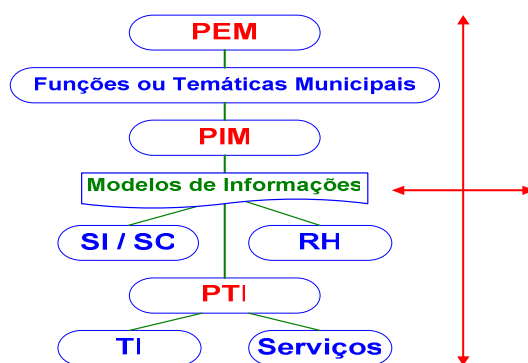 PEM
Funções ou Temáticas Municipais
PIM
Modelos de Informações
SI / SC
RH
PTI
TI
Serviços